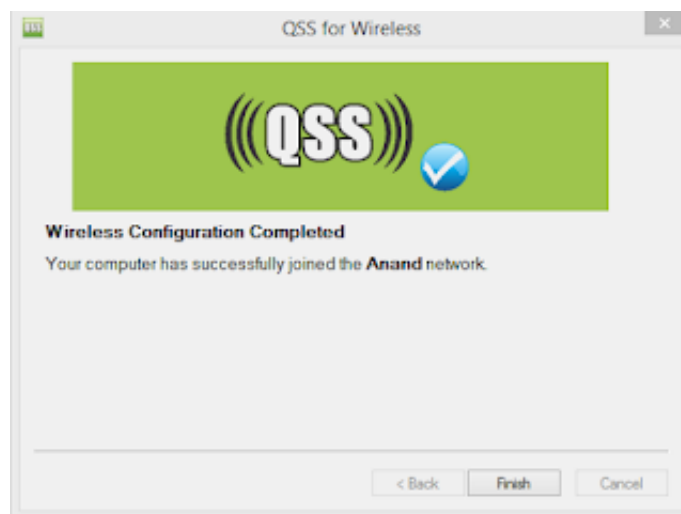 QSS for Wireless
(((QSS)))
Wireless Configuration Completed
Your computer has successfully joined the Anand network.
< Back Finish Cancel